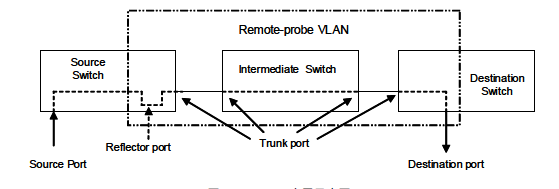 Remote-probe VLAN
Source
Switch
Intermediate Switch
Destination
Switch
Reflector port
Trunk port
Source Port
Destination port